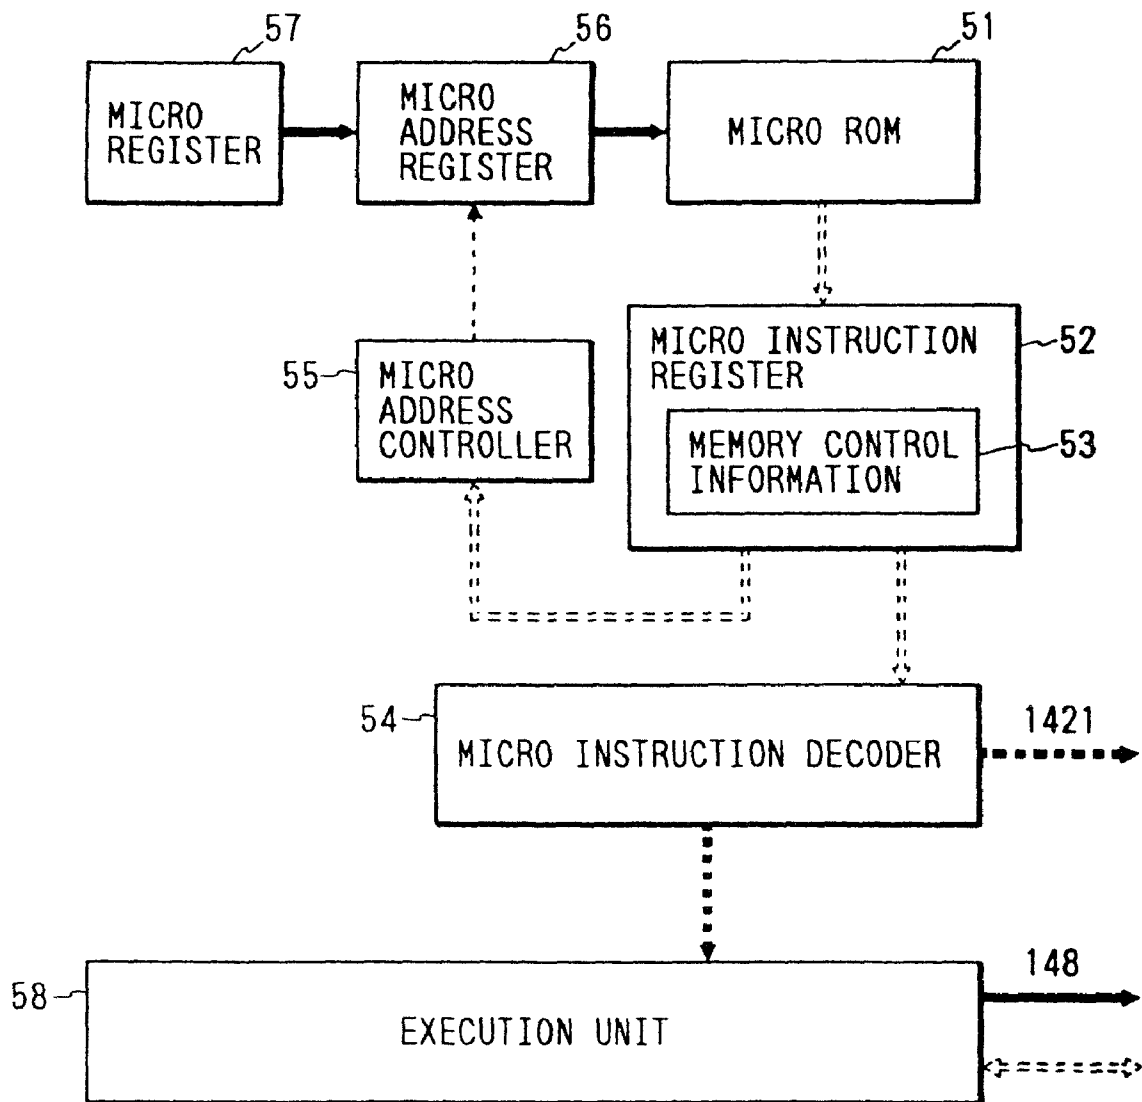 57
56
51
MICRO
REGISTER
MICRO
ADDRESS
REGISTER
MICRO ROM
55
MICRO
ADDRESS
CONTROLLER
MICRO INSTRUCTION
REGISTER
52
MEMORY CONTROL
INFORMATION
53
54
MICRO INSTRUCTION DECODER
1421
58
EXECUTION UNIT
148